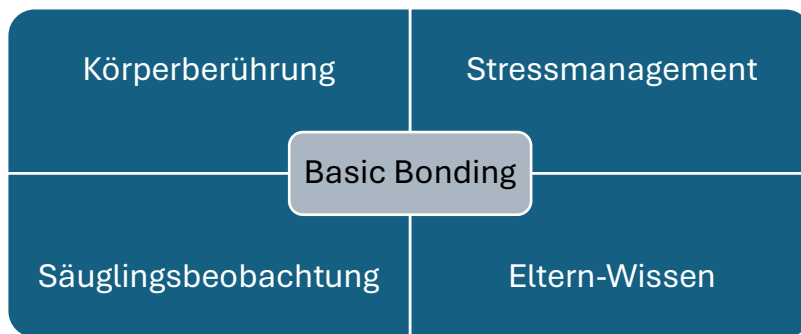 Körperberührung
Stressmanagement
Basic Bonding
Säuglingsbeobachtung
Eltern-Wissen